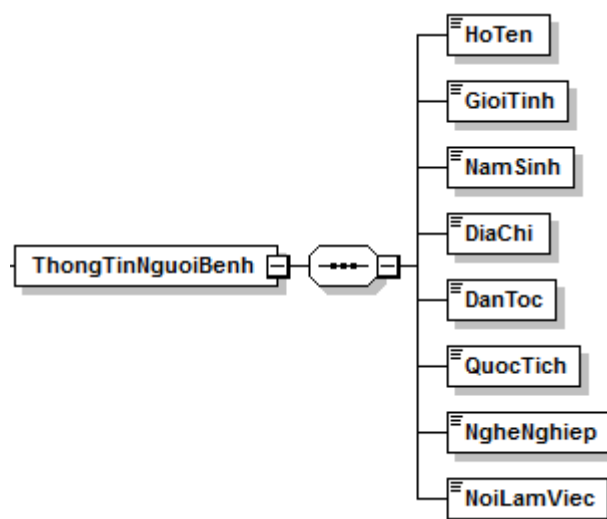 HoTen
GioiTinh
NamSinh
DiaChi
ThongTinNguoiBenh
DanToc
QuocTich
NgheNghiep
NoiLamViec